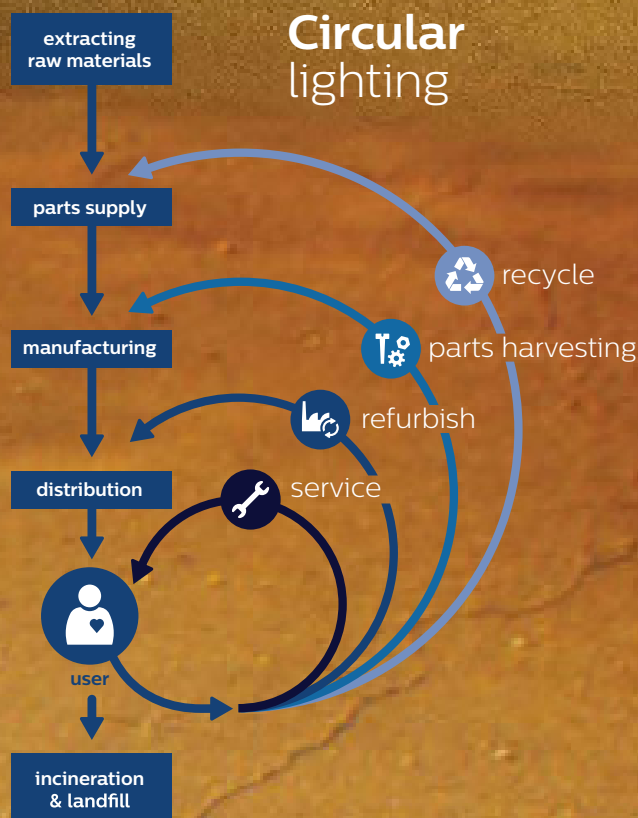 Circular
lighting
extracting
raw materials
parts supply
recycle
manufacturing
parts harvesting
refurbish
distribution
service
user
incineration
& landfill